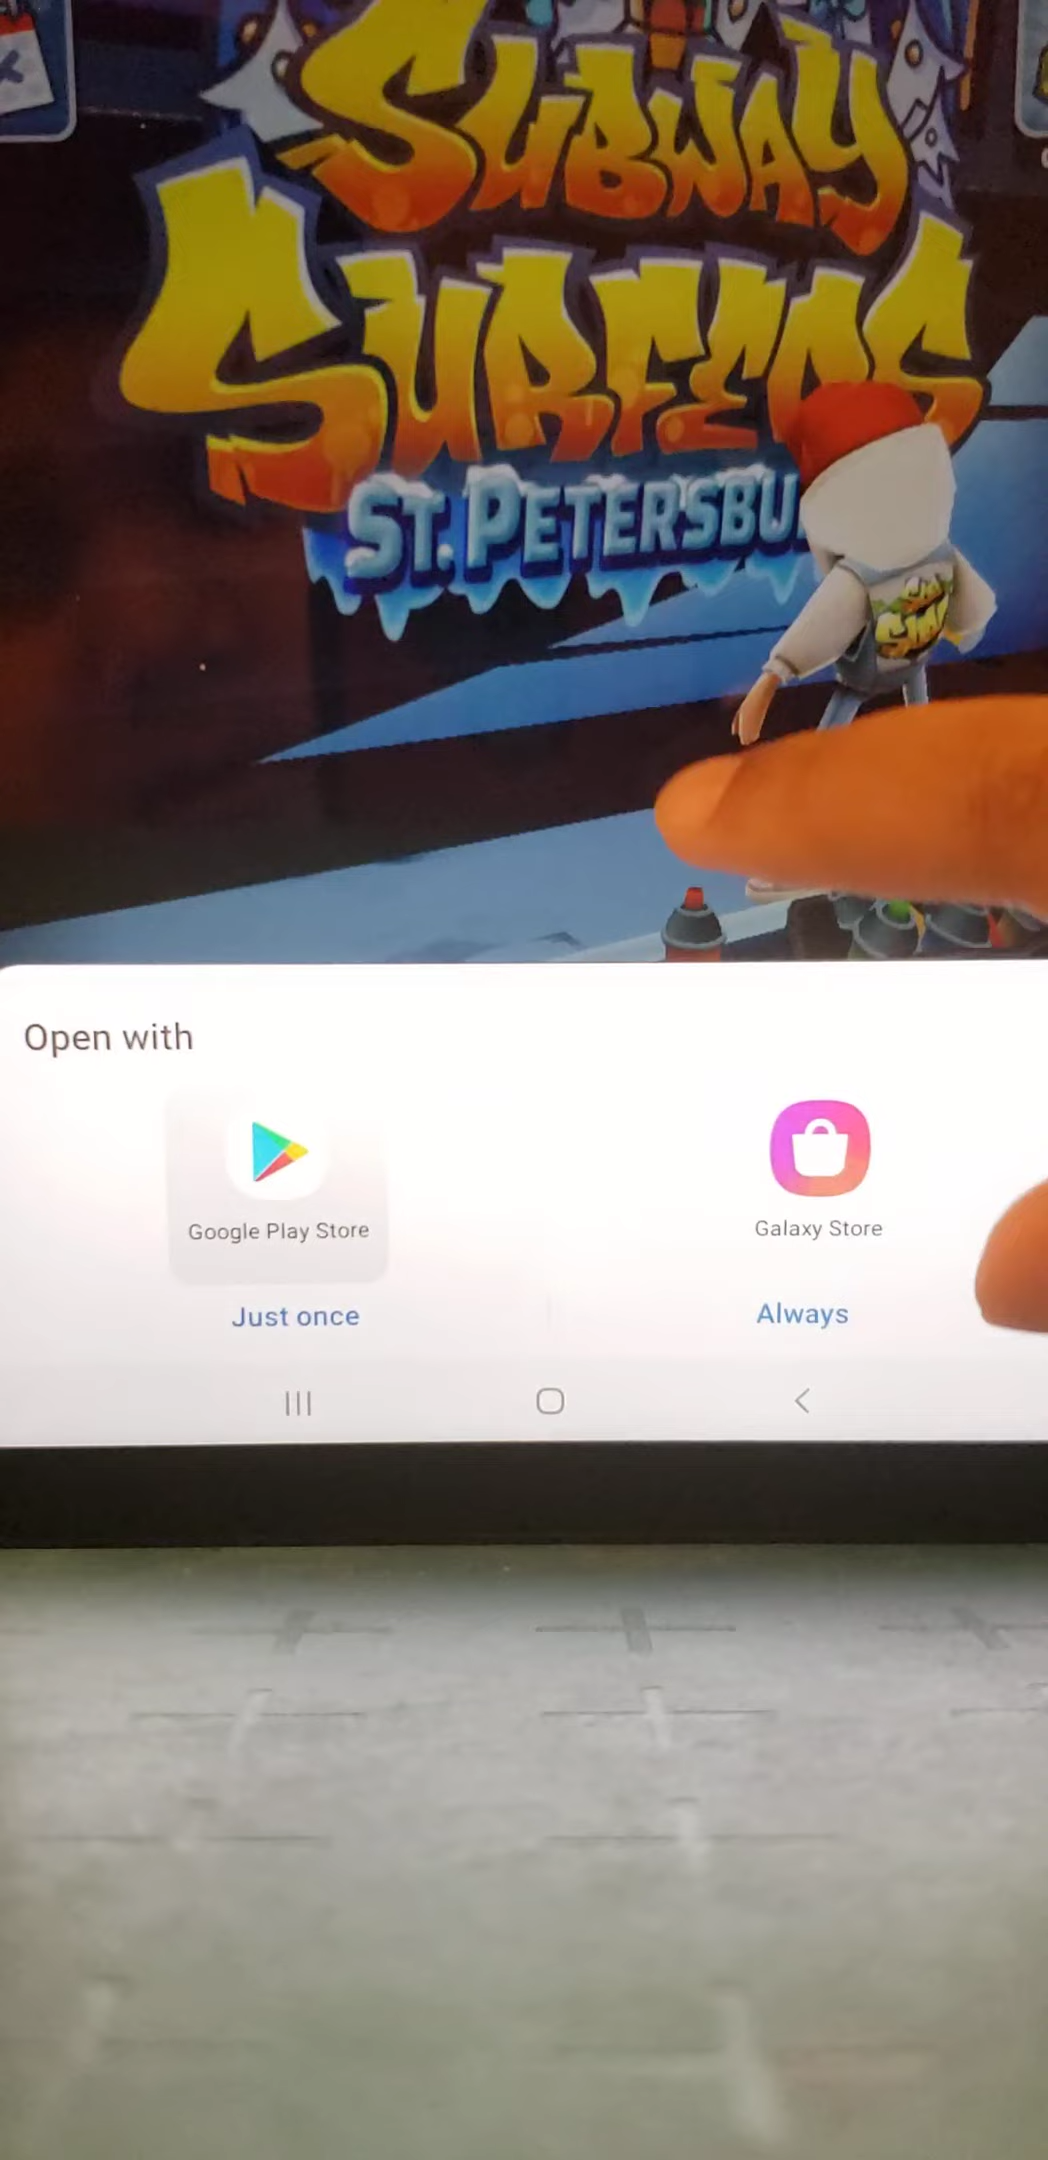 SUBWAY
SURFERS
ST. PETERSBU
Open with
Google Play Store
Galaxy Store
Just once
Always